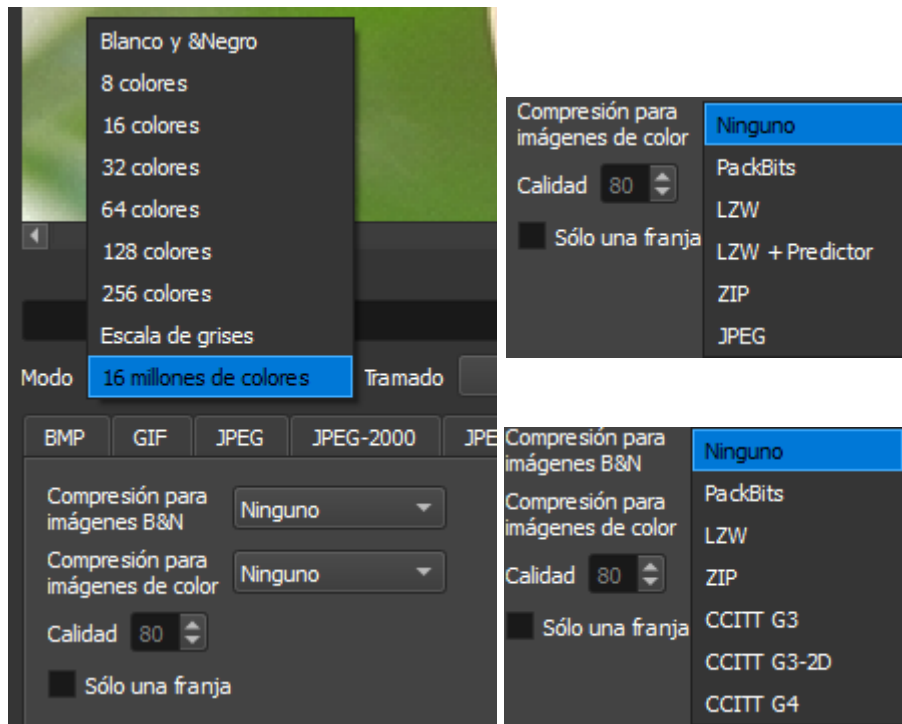 Blanco y &Negro
8 colores
16 colores
32 colores
64 colores
128 colores
256 colores
Escala de grises
Modo 16 millones de colores Tramado
BMP GIF JPEG JPEG-2000 JPE
Compresión para
imágenes B&N
Ninguno
Compresión para
imágenes de color
Ninguno
Calidad 80
Sólo una franja
Compresión para
imágenes de color
Calidad 80
Sólo una franja
Ninguno
PackBits
LZW
LZW + Predictor
ZIP
JPEG
Compresión para
imágenes B&N
Compresión para
imágenes de color
Calidad 80
Sólo una franja
Ninguno
PackBits
LZW
ZIP
CCITT G3
CCITT G3-2D
CCITT G4